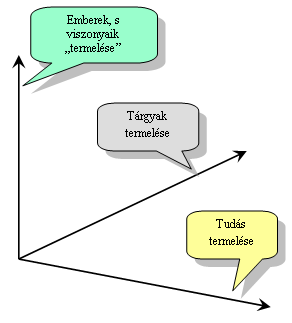 Emberek, s
viszonyaik
„termelése”
Tárgyak
termelése
Tudás
termelése